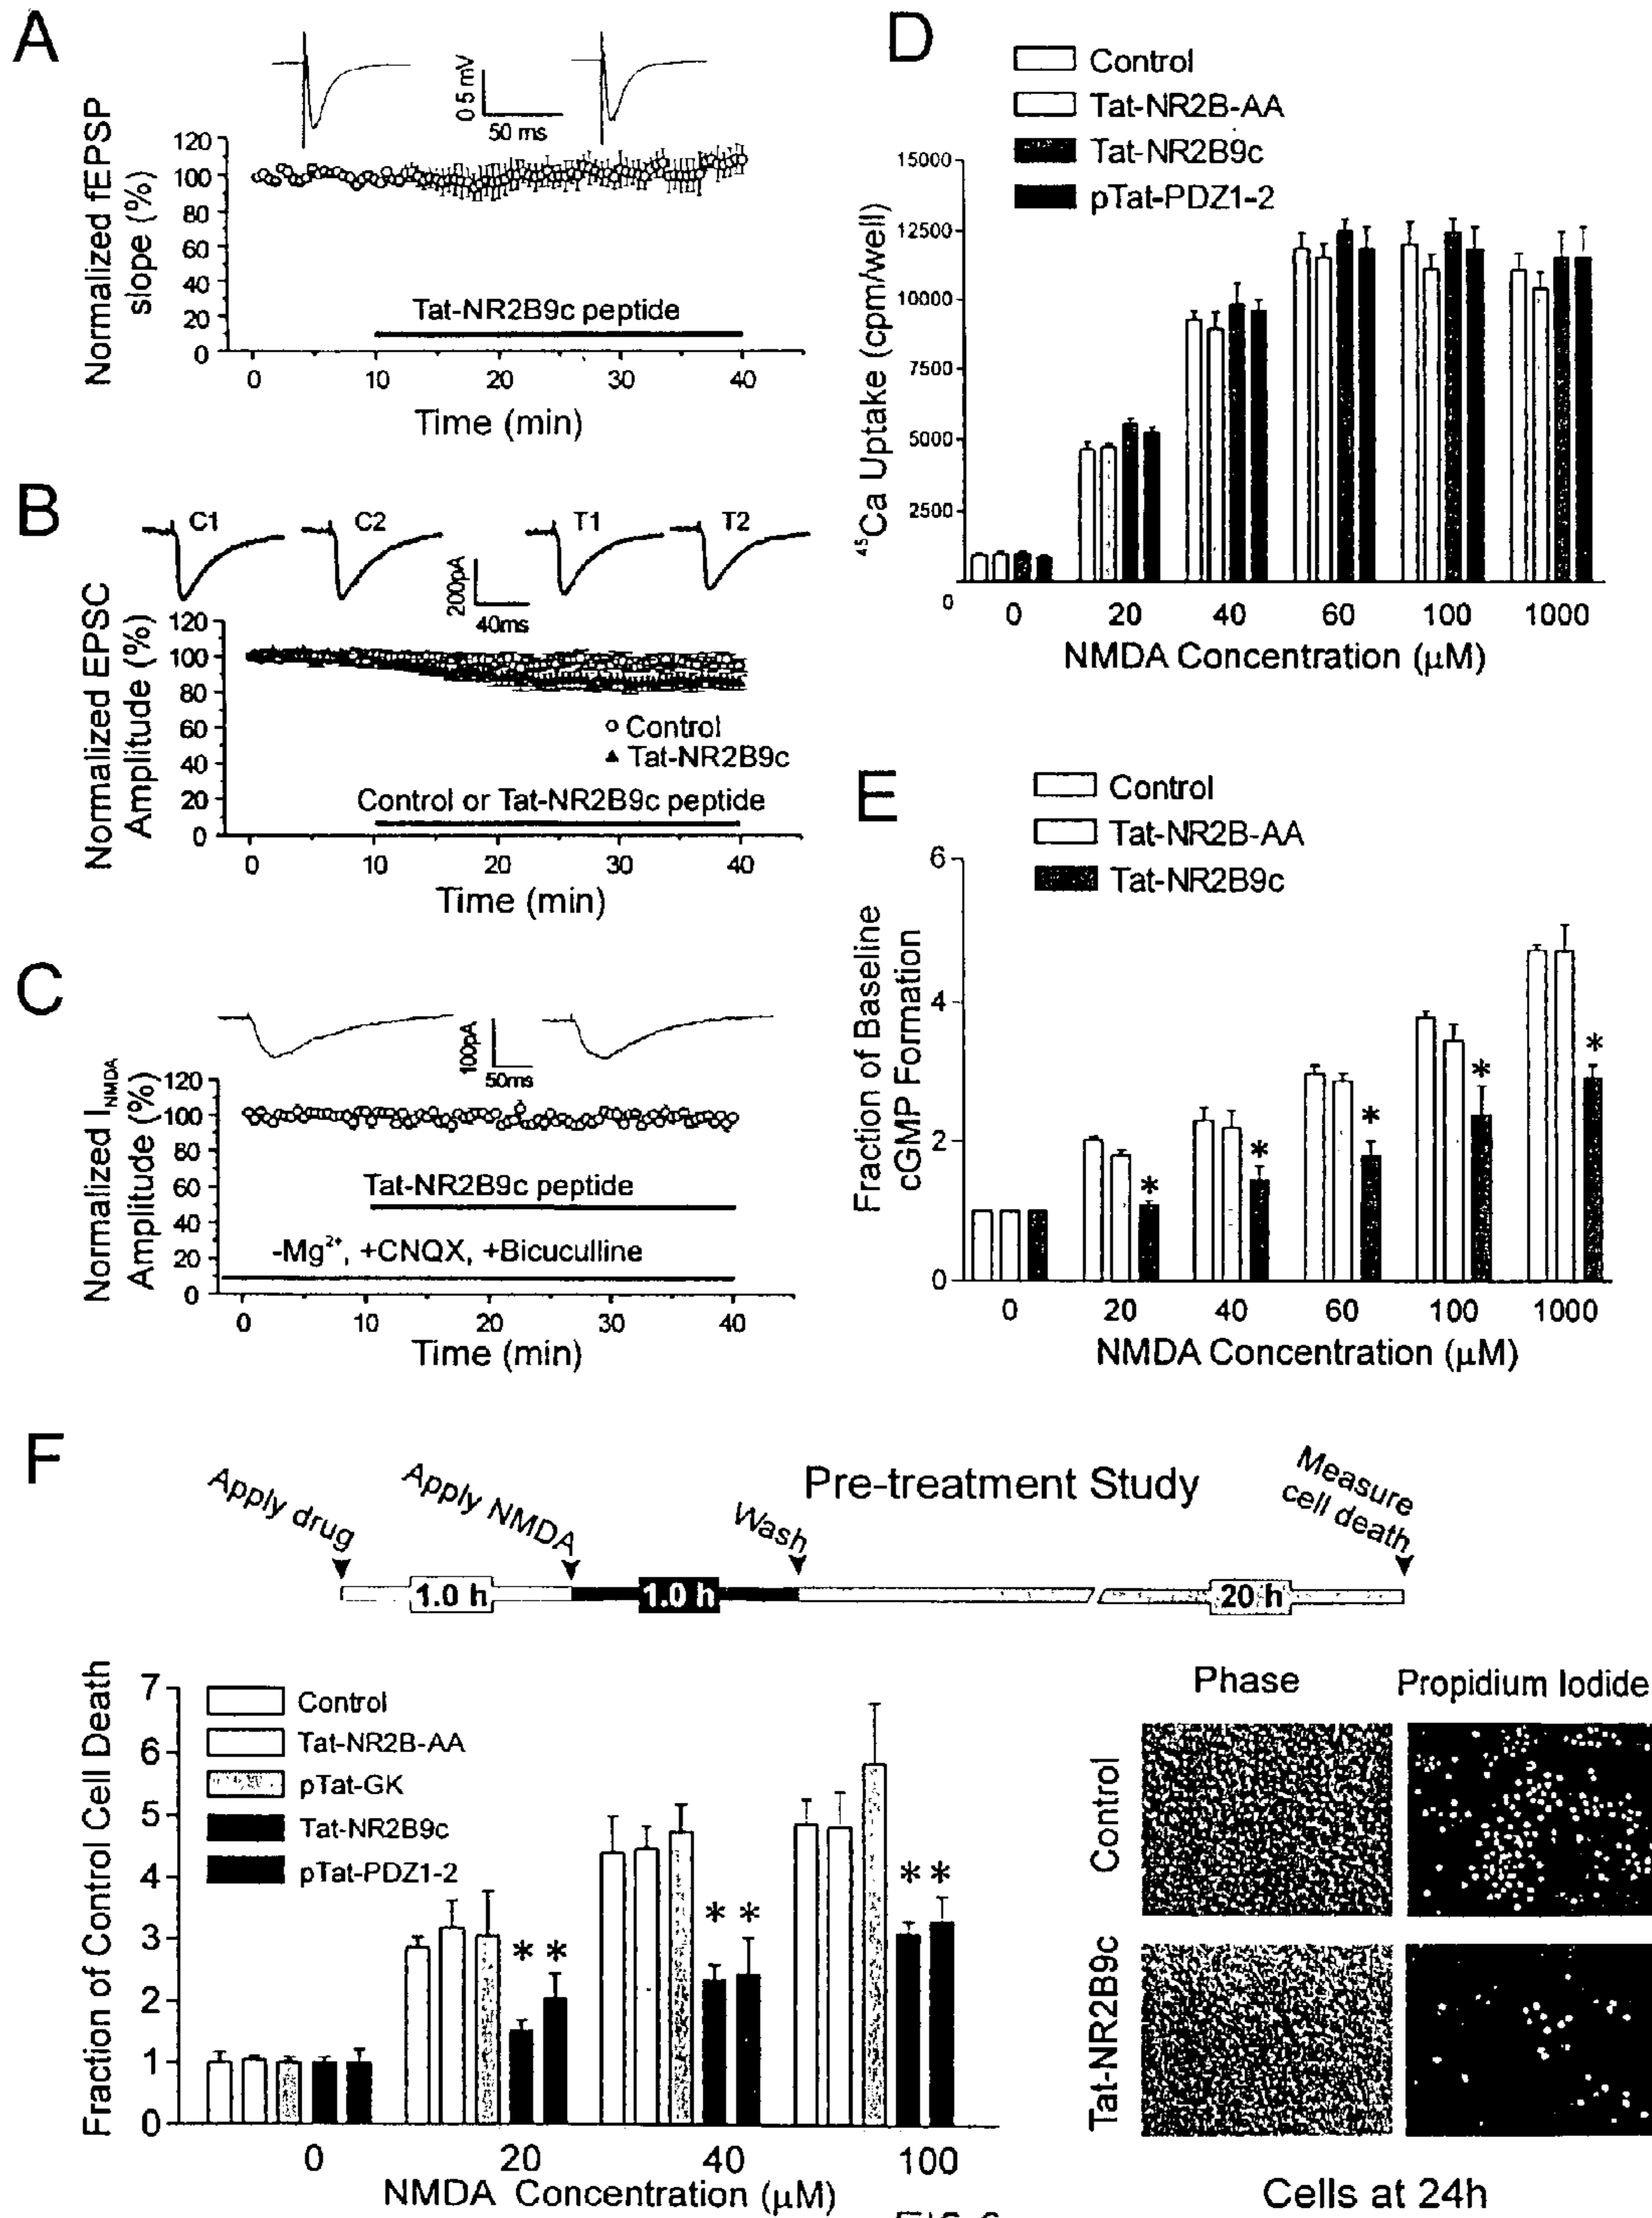 A
0.5 mV
50 ms
Normalized fEPSP
slope (%)
120
100
80
60
40
20
0
Tat-NR2B9c peptide
0 10 20 30 40
Time (min)
B
C1 C2 T1 T2
200pA
40ms
Normalized EPSC
Amplitude (%)
120
100
80
60
40
20
0
Control
Tat-NR2B9c
Control or Tat-NR2B9c peptide
0 10 20 30 40
Time (min)
C
100pA
50ms
Normalized I_NMDA
Amplitude (%)
120
100
80
60
40
20
0
Tat-NR2B9c peptide
-Mg²⁺, +CNQX, +Bicuculline
0 10 20 30 40
Time (min)
D
Control
Tat-NR2B-AA
Tat-NR2B9c
pTat-PDZ1-2
⁴⁵Ca Uptake (cpm/well)
15000
12500
10000
7500
5000
2500
0
0 20 40 60 100 1000
NMDA Concentration (μM)
E
Control
Tat-NR2B-AA
Tat-NR2B9c
Fraction of Baseline
cGMP Formation
6
4
2
0
* * * * *
0 20 40 60 100 1000
NMDA Concentration (μM)
F
Pre-treatment Study
Apply drug
Apply NMDA
Wash
Measure
cell death
1.0 h 1.0 h 20 h
Fraction of Control Cell Death
7
6
5
4
3
2
1
0
Control
Tat-NR2B-AA
pTat-GK
Tat-NR2B9c
pTat-PDZ1-2
* * * * * *
0 20 40 100
NMDA Concentration (μM)
Phase Propidium Iodide
Control
Tat-NR2B9c
Cells at 24h